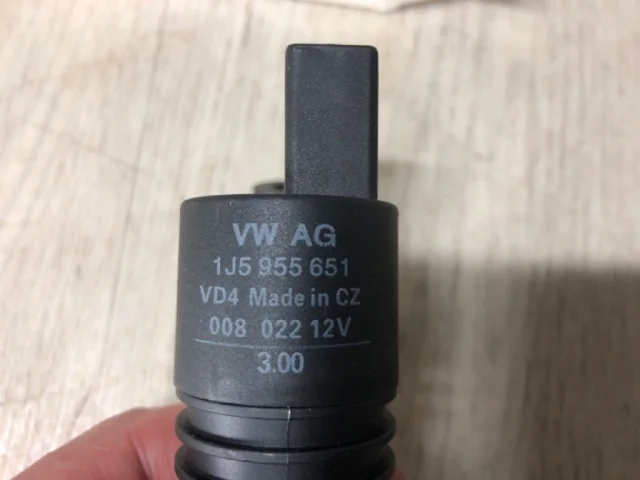 VW AG
1J5 955 651
VD4 Made in CZ
008 022 12V
3.00